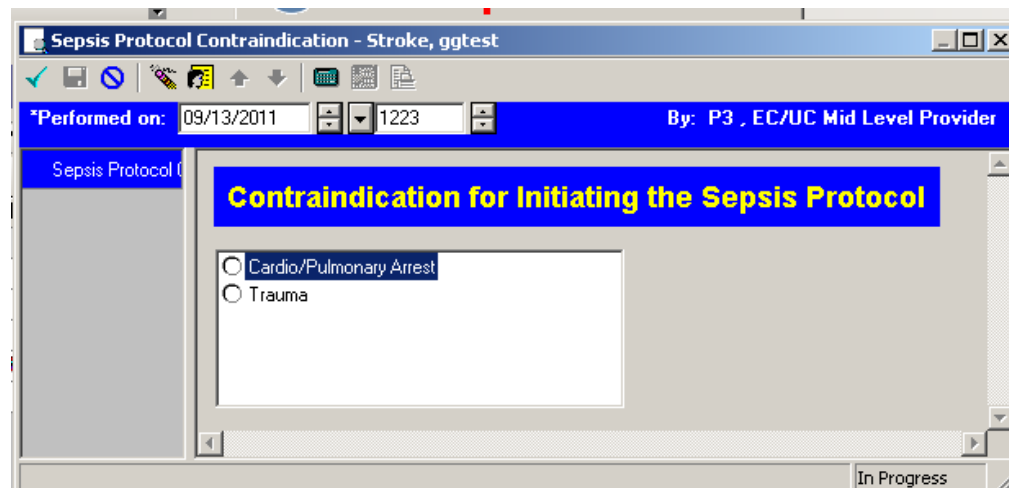 Sepsis Protocol Contraindication - Stroke, ggtest
*Performed on: 09/13/2011 1223 By: P3 , EC/UC Mid Level Provider
Sepsis Protocol
Contraindication for Initiating the Sepsis Protocol
Cardio/Pulmonary Arrest
Trauma
In Progress